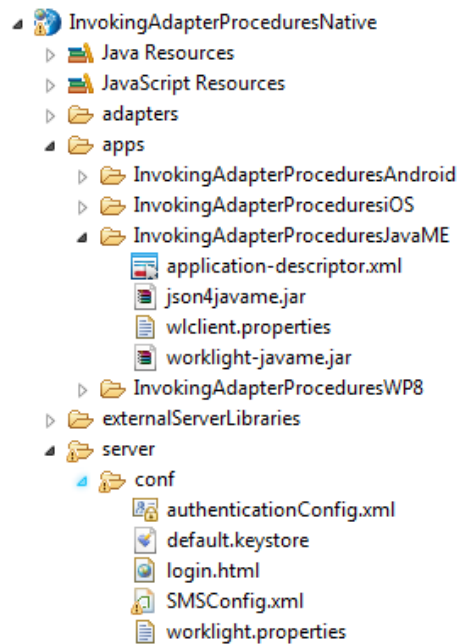 InvokingAdapterProceduresNative
Java Resources
JavaScript Resources
adapters
apps
InvokingAdapterProceduresAndroid
InvokingAdapterProceduresiOS
InvokingAdapterProceduresJavaME
application-descriptor.xml
json4javame.jar
wlclient.properties
worklight-javame.jar
InvokingAdapterProceduresWP8
externalServerLibraries
server
conf
authenticationConfig.xml
default.keystore
login.html
SMSConfig.xml
worklight.properties